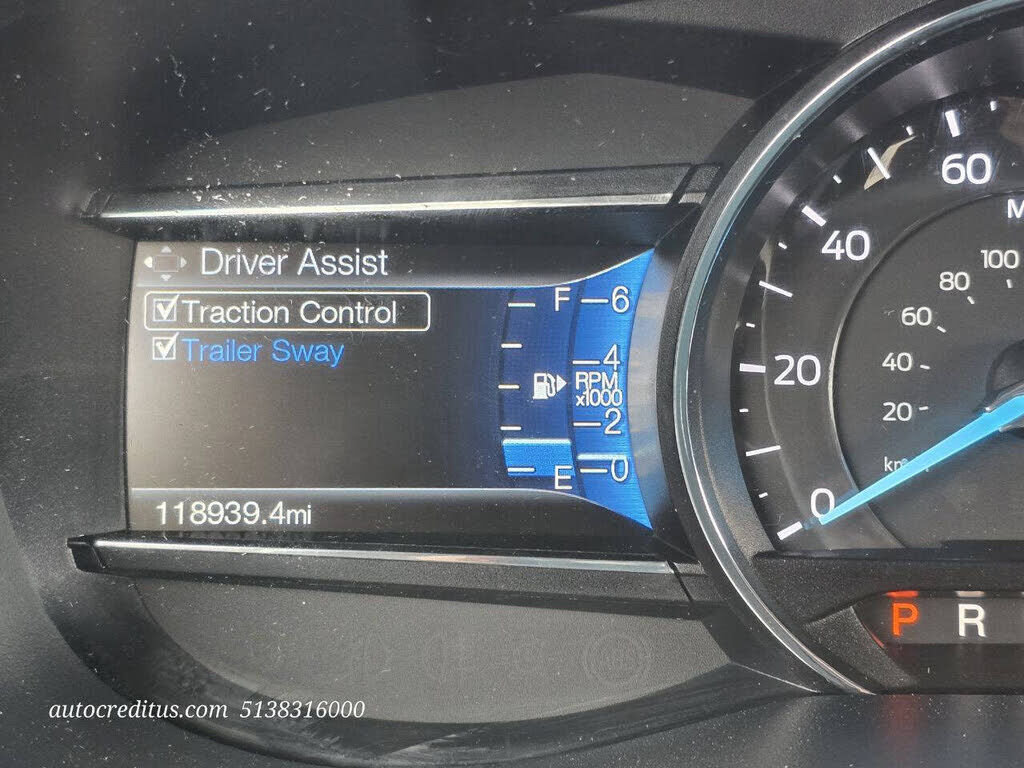 Driver Assist
Traction Control
Trailer Sway
F
6
4
RPM
x1000
2
E
0
118939.4mi
60
40
20
0
M
100
80
60
40
20
P R
autocreditus.com 5138316000